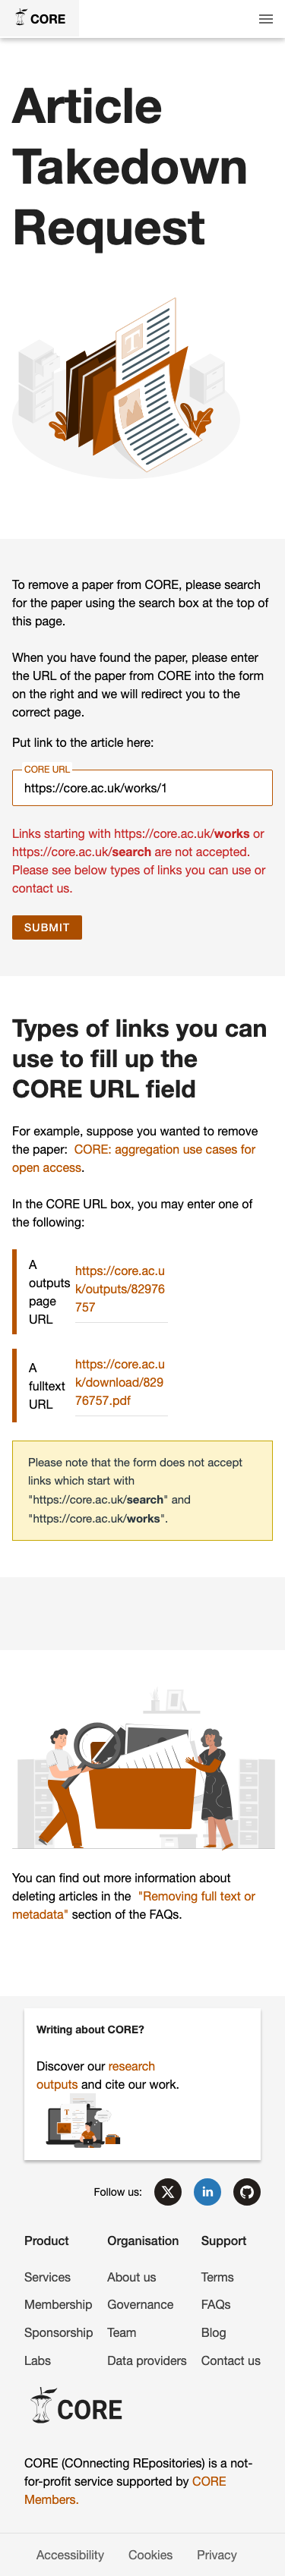 CORE
Article
Takedown
Request
To remove a paper from CORE, please search
for the paper using the search box at the top of
this page.
When you have found the paper, please enter
the URL of the paper from CORE into the form
on the right and we will redirect you to the
correct page.
Put link to the article here:
CORE URL
https://core.ac.uk/works/1
Links starting with https://core.ac.uk/works or
https://core.ac.uk/search are not accepted.
Please see below types of links you can use or
contact us.
SUBMIT
Types of links you can
use to fill up the
CORE URL field
For example, suppose you wanted to remove
the paper: CORE: aggregation use cases for
open access.
In the CORE URL box, you may enter one of
the following:
A
outputs
page
URL
https://core.ac.u
k/outputs/82976
757
A
fulltext
URL
https://core.ac.u
k/download/829
76757.pdf
Please note that the form does not accept
links which start with
"https://core.ac.uk/search" and
"https://core.ac.uk/works".
You can find out more information about
deleting articles in the "Removing full text or
metadata" section of the FAQs.
Writing about CORE?
Discover our research
outputs and cite our work.
Follow us:
Product
Services
Membership
Sponsorship
Labs
Organisation
About us
Governance
Team
Data providers
Support
Terms
FAQs
Blog
Contact us
CORE
CORE (COnnecting REpositories) is a not-
for-profit service supported by CORE
Members.
Accessibility Cookies Privacy